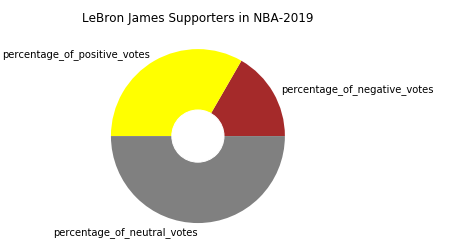 LeBron James Supporters in NBA-2019
percentage_of_positive_votes
percentage_of_negative_votes
percentage_of_neutral_votes